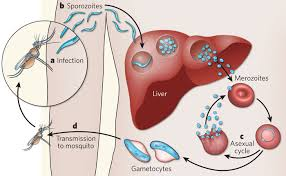 b Sporozoites
a Infection
Liver
Merozoites
d
Transmission
to mosquito
c
Asexual
cycle
Gametocytes